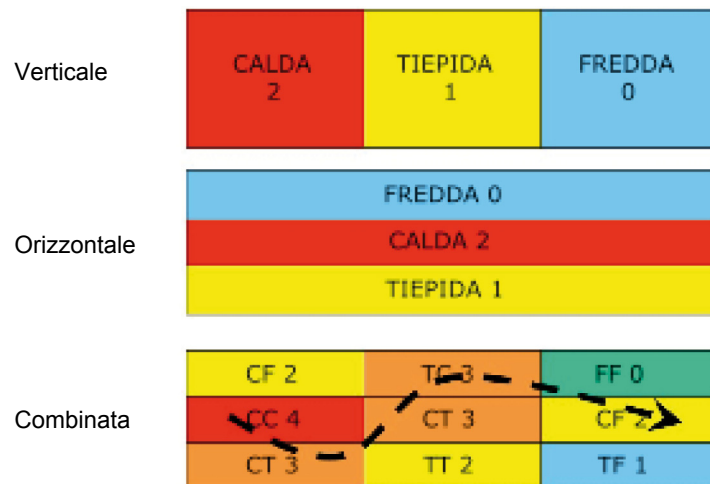 Verticale
CALDA
2
TIEPIDA
1
FREDDA
0
Orizzontale
FREDDA 0
CALDA 2
TIEPIDA 1
Combinata
CF 2
TC 3
FF 0
CC 4
CT 3
CF 2
CT 3
TT 2
TF 1